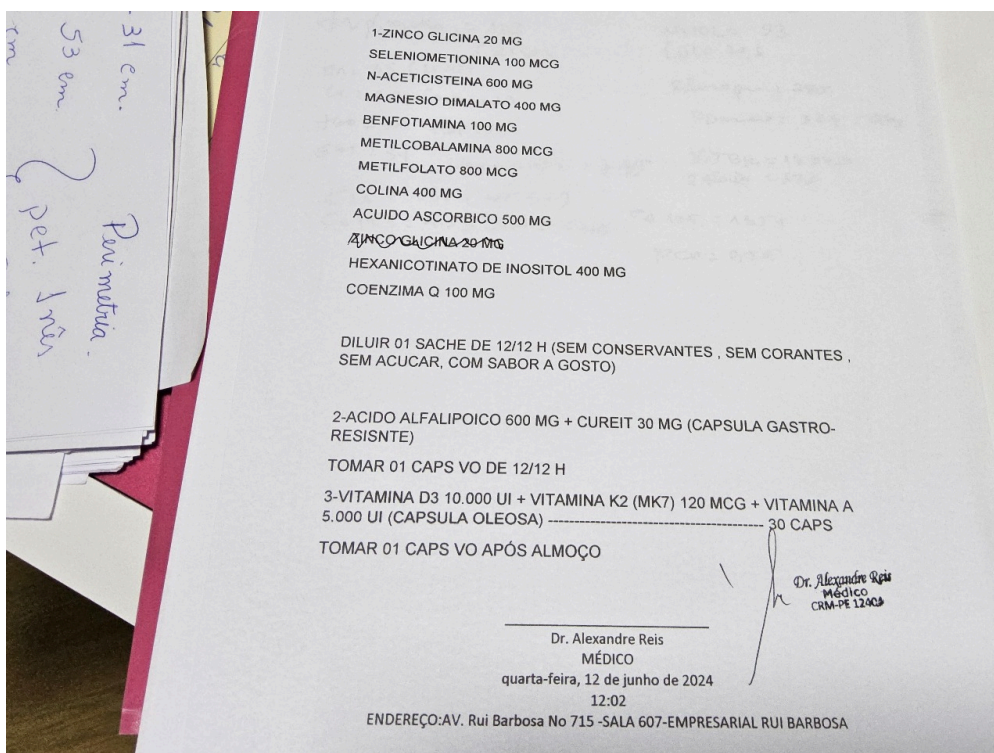 31 em.
53 em.
Perimetria.
pet. Inês
1-ZINCO GLICINA 20 MG
SELENIOMETIONINA 100 MCG
N-ACETICISTEINA 600 MG
MAGNESIO DIMALATO 400 MG
BENFOTIAMINA 100 MG
METILCOBALAMINA 800 MCG
METILFOLATO 800 MCG
COLINA 400 MG
ACUIDO ASCORBICO 500 MG
ZINCO GLICINA 20 MG
HEXANICOTINATO DE INOSITOL 400 MG
COENZIMA Q 100 MG
DILUIR 01 SACHE DE 12/12 H (SEM CONSERVANTES , SEM CORANTES ,
SEM ACUCAR, COM SABOR A GOSTO)
2-ACIDO ALFALIPOICO 600 MG + CUREIT 30 MG (CAPSULA GASTRO-
RESISNTE)
TOMAR 01 CAPS VO DE 12/12 H
3-VITAMINA D3 10.000 UI + VITAMINA K2 (MK7) 120 MCG + VITAMINA A
5.000 UI (CAPSULA OLEOSA) ----------------------------------------- 30 CAPS
TOMAR 01 CAPS VO APÓS ALMOÇO
Dr. Alexandre Reis
Médico
CRM-PE
Dr. Alexandre Reis
MÉDICO
quarta-feira, 12 de junho de 2024
12:02
ENDEREÇO:AV. Rui Barbosa No 715 -SALA 607-EMPRESARIAL RUI BARBOSA